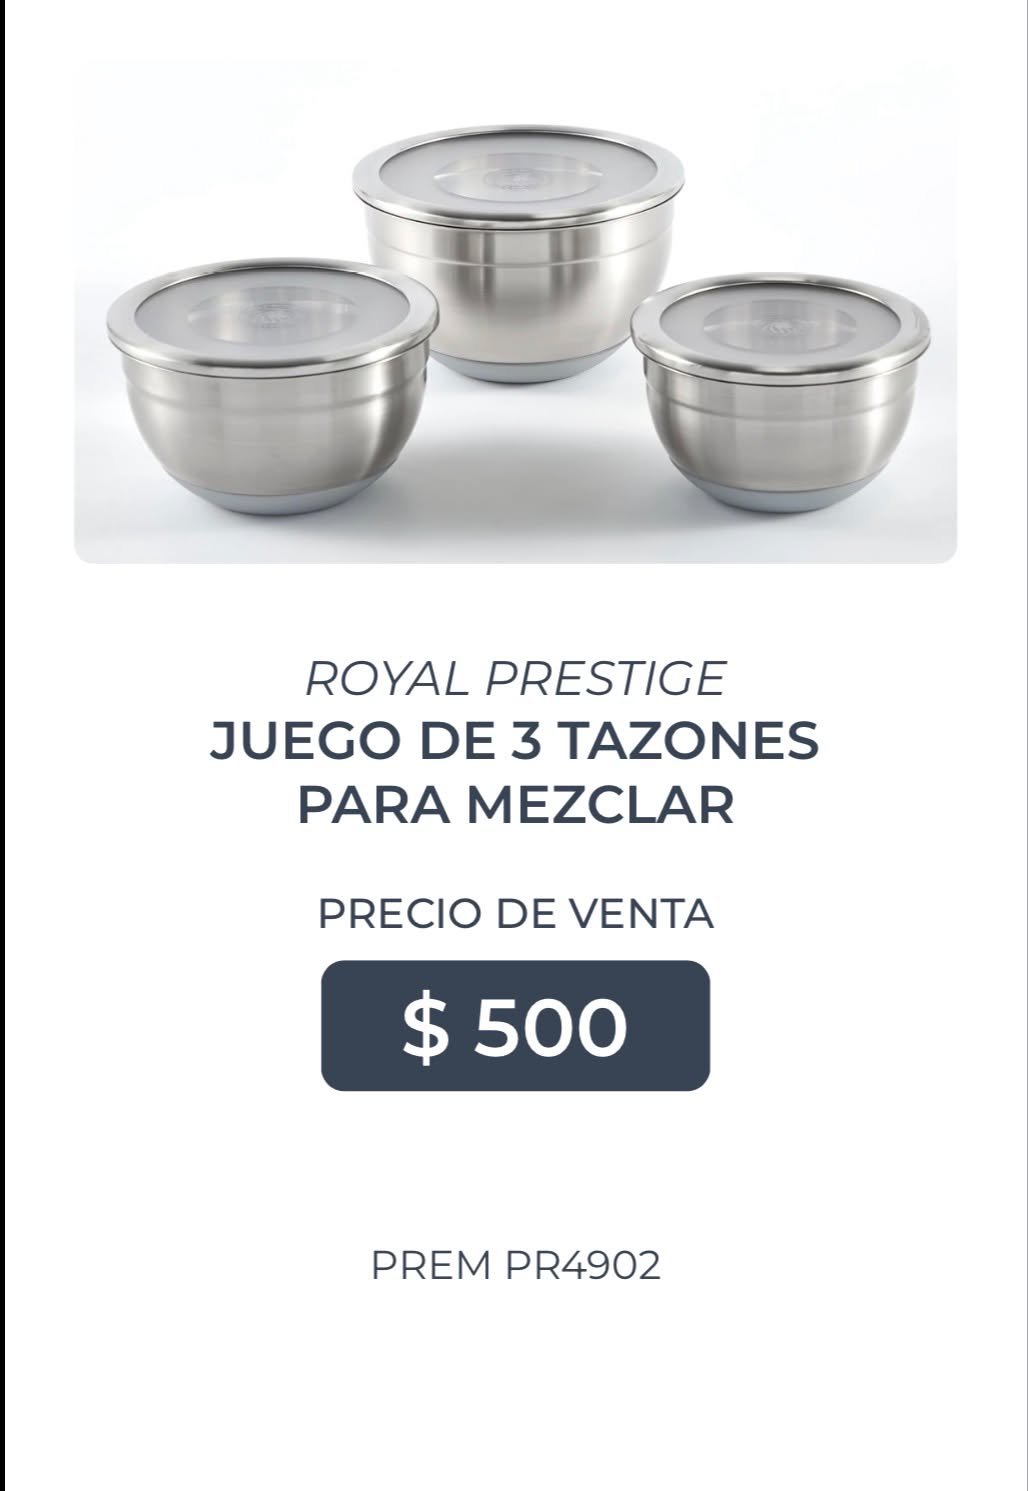 ROYAL PRESTIGE
JUEGO DE 3 TAZONES
PARA MEZCLAR
PRECIO DE VENTA
$ 500
PREM PR4902